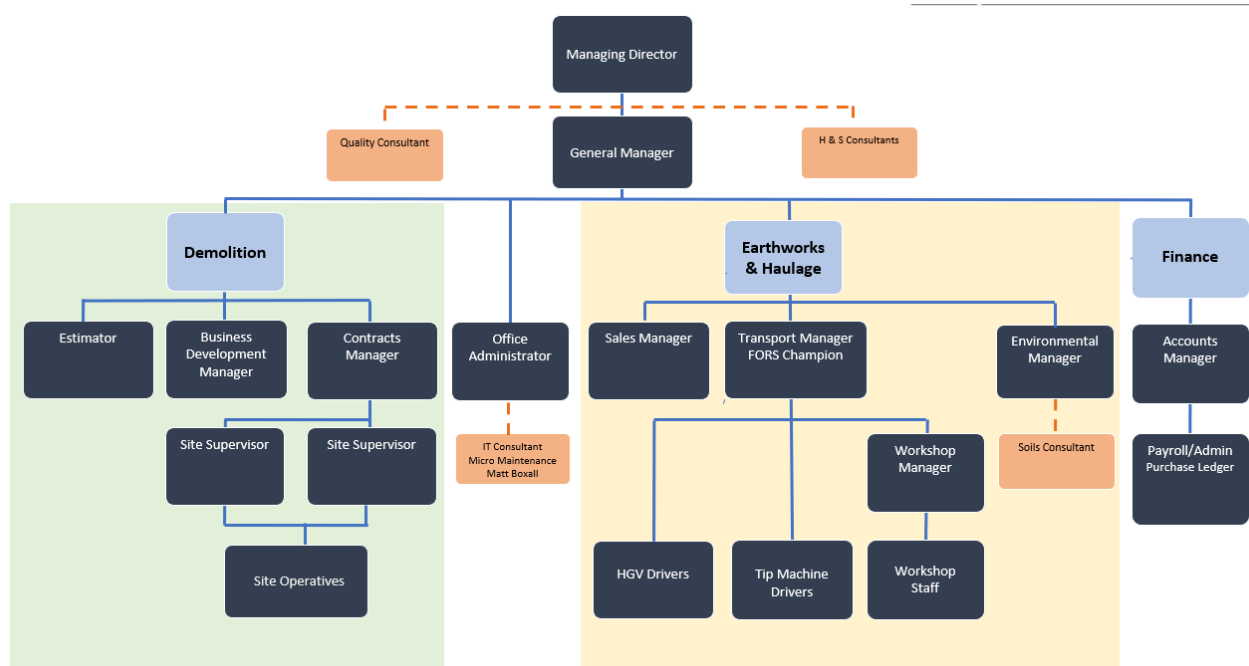 Managing Director
Quality Consultant
General Manager
H & S Consultants
Demolition
Earthworks
& Haulage
Finance
Estimator
Business
Development
Manager
Contracts
Manager
Office
Administrator
Sales Manager
Transport Manager
FORS Champion
Environmental
Manager
Accounts
Manager
Site Supervisor
Site Supervisor
IT Consultant
Micro Maintenance
Matt Boxall
Workshop
Manager
Soils Consultant
Payroll/Admin
Purchase Ledger
Site Operatives
HGV Drivers
Tip Machine
Drivers
Workshop
Staff